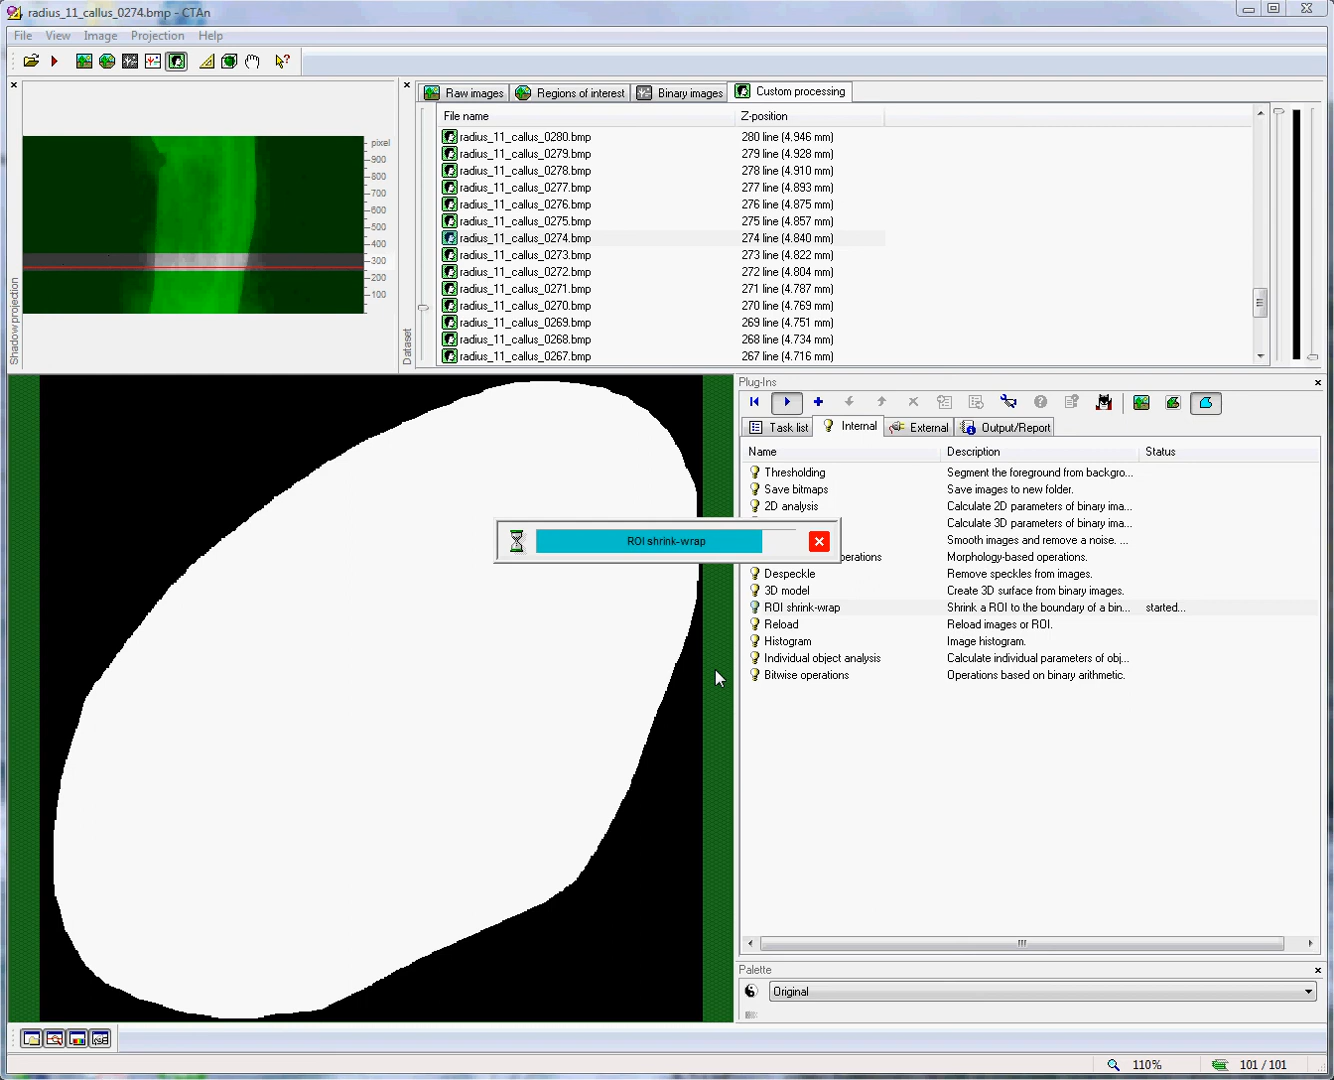 radius_11_callus_0274.bmp - CTAn
File View Image Projection Help
Raw images Regions of interest Binary images Custom processing
File name Z-position
radius_11_callus_0280.bmp 280 line (4.946 mm)
radius_11_callus_0279.bmp 279 line (4.928 mm)
radius_11_callus_0278.bmp 278 line (4.910 mm)
radius_11_callus_0277.bmp 277 line (4.893 mm)
radius_11_callus_0276.bmp 276 line (4.875 mm)
radius_11_callus_0275.bmp 275 line (4.857 mm)
radius_11_callus_0274.bmp 274 line (4.840 mm)
radius_11_callus_0273.bmp 273 line (4.822 mm)
radius_11_callus_0272.bmp 272 line (4.804 mm)
radius_11_callus_0271.bmp 271 line (4.787 mm)
radius_11_callus_0270.bmp 270 line (4.769 mm)
radius_11_callus_0269.bmp 269 line (4.751 mm)
radius_11_callus_0268.bmp 268 line (4.734 mm)
radius_11_callus_0267.bmp 267 line (4.716 mm)
pixel
900
800
700
600
500
400
300
200
100
Shadow projection
Dataset
Plug-Ins
Task list Internal External Output/Report
Name Description Status
Thresholding Segment the foreground from backgro...
Save bitmaps Save images to new folder.
2D analysis Calculate 2D parameters of binary ima...
Calculate 3D parameters of binary ima...
Smooth images and remove a noise. ...
operations Morphology-based operations.
Despeckle Remove speckles from images.
3D model Create 3D surface from binary images.
ROI shrink-wrap Shrink a ROI to the boundary of a bin... started...
Reload Reload images or ROI.
Histogram Image histogram.
Individual object analysis Calculate individual parameters of obj...
Bitwise operations Operations based on binary arithmetic.
ROI shrink-wrap
Palette
Original
110% 101 / 101